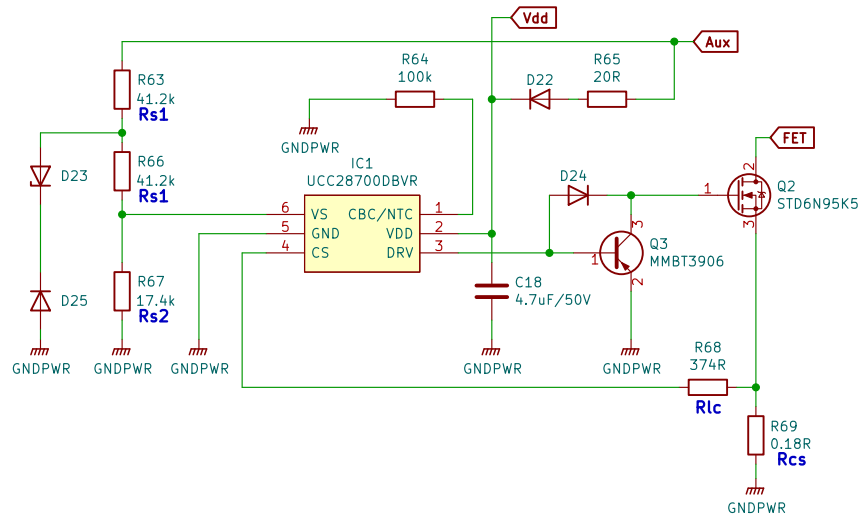 Vdd
Aux
R64
100k
R65
20R
D22
R63
41.2k
Rs1
GNDPWR
FET
IC1
UCC28700DBVR
D23
R66
41.2k
Rs1
D24
2
1
Q2
STD6N95K5
3
6 VS CBC/NTC 1
5 GND VDD 2
4 CS DRV 3
3
Q3
MMBT3906
1
2
D25
R67
17.4k
Rs2
C18
4.7uF/50V
GNDPWR
GNDPWR
GNDPWR
GNDPWR
GNDPWR
R68
374R
Rlc
R69
0.18R
Rcs
GNDPWR